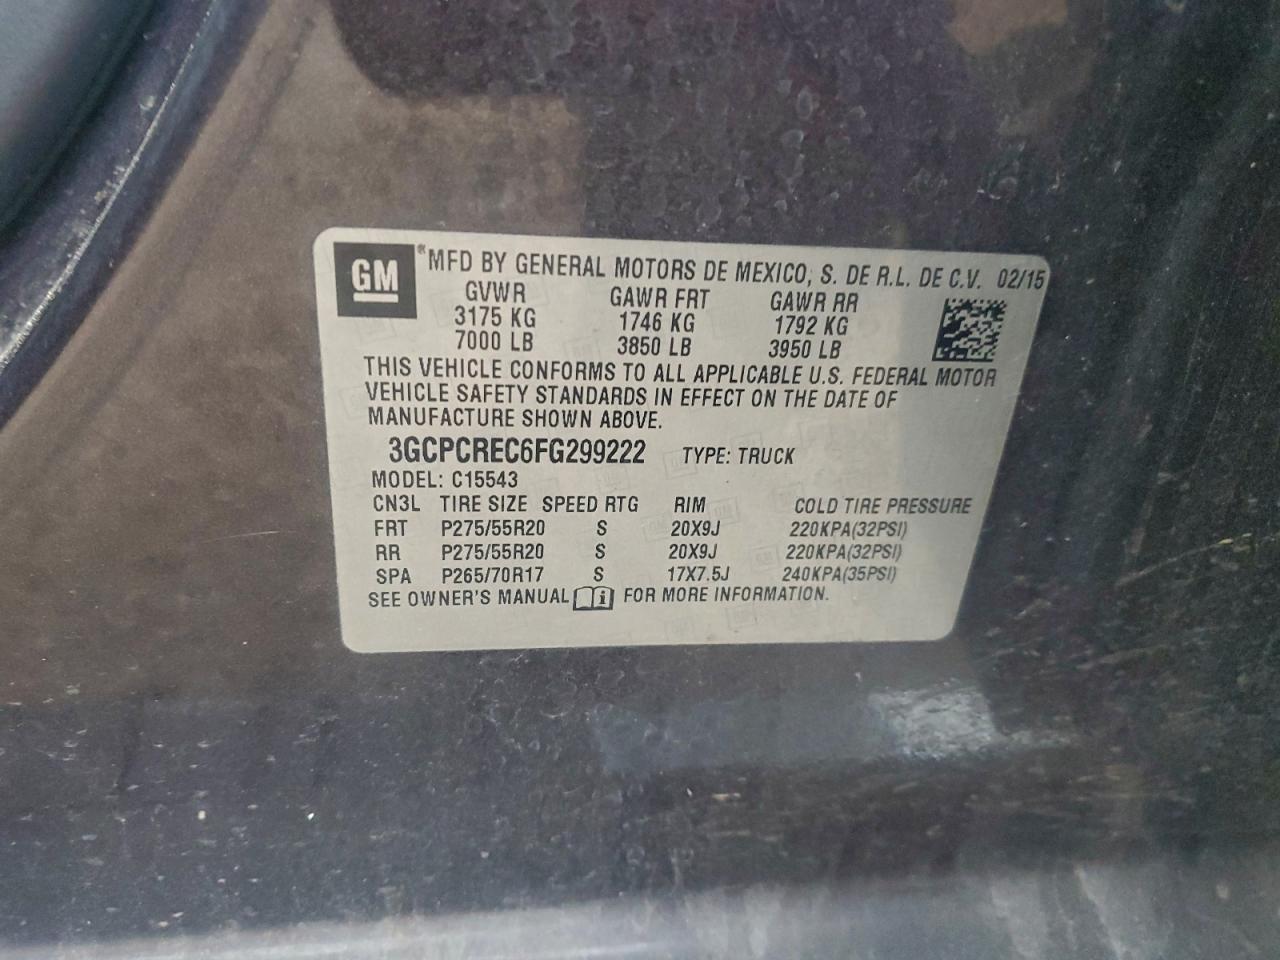 GM
®MFD BY GENERAL MOTORS DE MEXICO, S. DE R.L. DE C.V. 02/15
GVWR GAWR FRT GAWR RR
3175 KG 1746 KG 1792 KG
7000 LB 3850 LB 3950 LB
THIS VEHICLE CONFORMS TO ALL APPLICABLE U.S. FEDERAL MOTOR
VEHICLE SAFETY STANDARDS IN EFFECT ON THE DATE OF
MANUFACTURE SHOWN ABOVE.
3GCPCREC6FG299222 TYPE: TRUCK
MODEL: C15543
CN3L TIRE SIZE SPEED RTG RIM COLD TIRE PRESSURE
FRT P275/55R20 S 20X9J 220KPA(32PSI)
RR P275/55R20 S 20X9J 220KPA(32PSI)
SPA P265/70R17 S 17X7.5J 240KPA(35PSI)
SEE OWNER'S MANUAL FOR MORE INFORMATION.